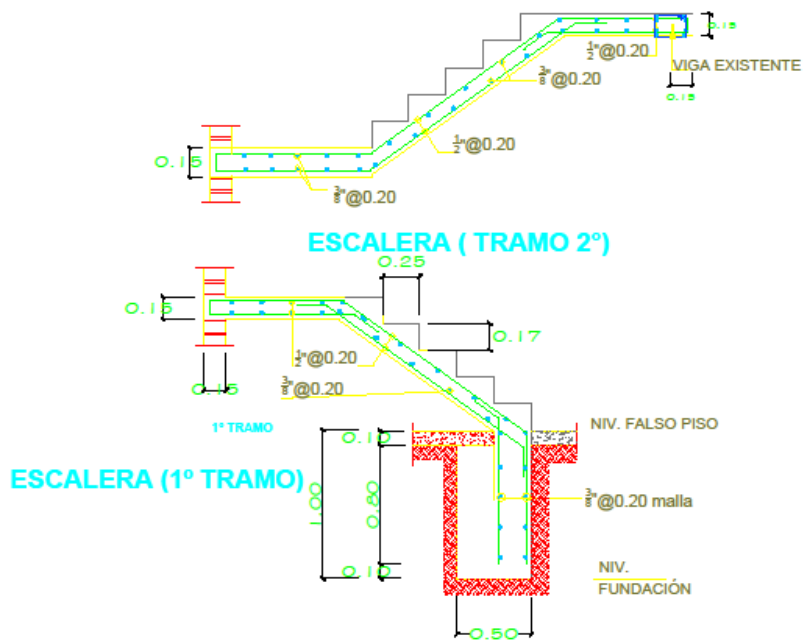 0.15
1/2"@0.20
VIGA EXISTENTE
3/8"@0.20
0.15
1/2"@0.20
0.15
3/8"@0.20
ESCALERA ( TRAMO 2°)
0.25
0.15
0.17
1/2"@0.20
3/8"@0.20
0.15
1° TRAMO
0.10
NIV. FALSO PISO
ESCALERA (1° TRAMO)
1.00
0.80
3/8"@0.20 malla
0.10
NIV.
FUNDACIÓN
0.50